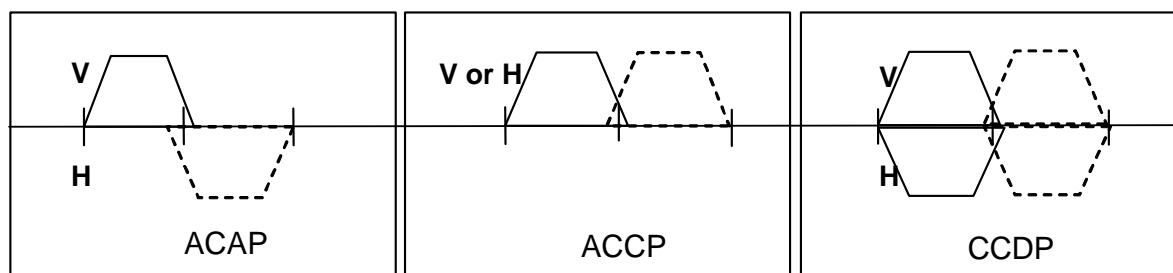 V
H
ACAP
V or H
ACCP
V
H
CCDP